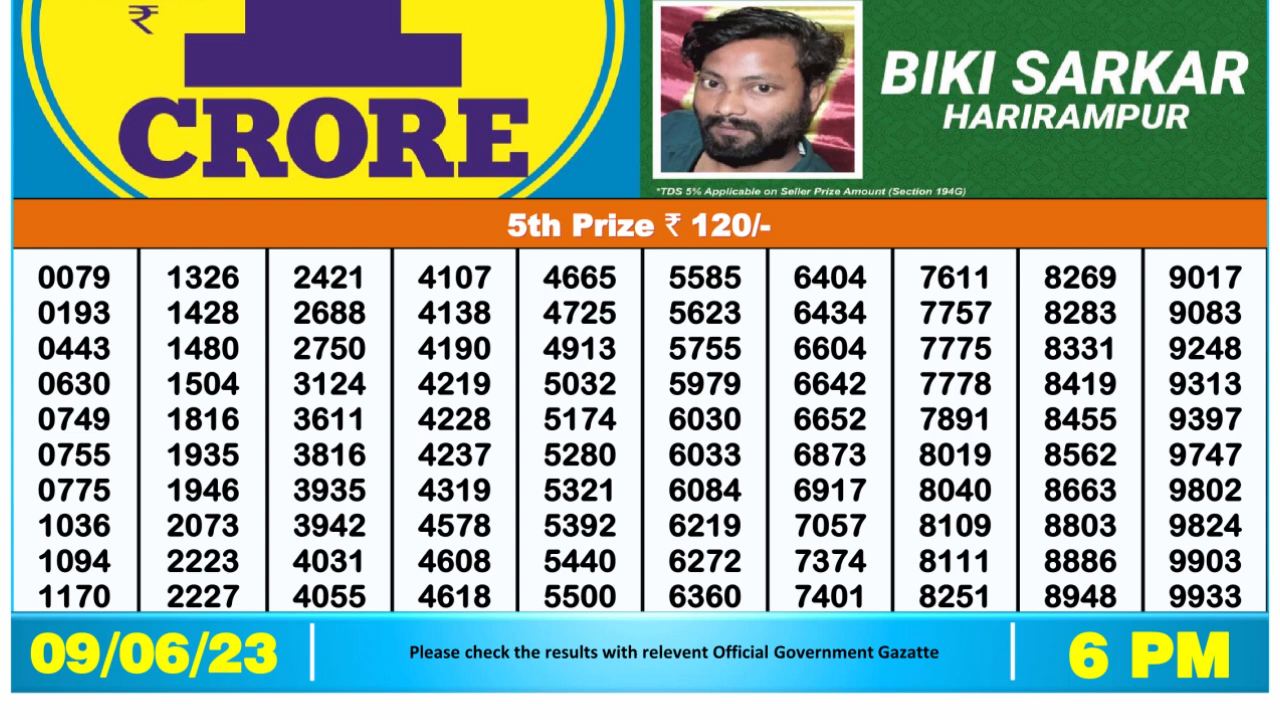 ₹
1
CRORE
BIKI SARKAR
HARIRAMPUR
*TDS 5% Applicable on Seller Prize Amount (Section 194G)
5th Prize ₹ 120/-
0079 1326 2421 4107 4665 5585 6404 7611 8269 9017
0193 1428 2688 4138 4725 5623 6434 7757 8283 9083
0443 1480 2750 4190 4913 5755 6604 7775 8331 9248
0630 1504 3124 4219 5032 5979 6642 7778 8419 9313
0749 1816 3611 4228 5174 6030 6652 7891 8455 9397
0755 1935 3816 4237 5280 6033 6873 8019 8562 9747
0775 1946 3935 4319 5321 6084 6917 8040 8663 9802
1036 2073 3942 4578 5392 6219 7057 8109 8803 9824
1094 2223 4031 4608 5440 6272 7374 8111 8886 9903
1170 2227 4055 4618 5500 6360 7401 8251 8948 9933
09/06/23
Please check the results with relevent Official Government Gazatte
6 PM